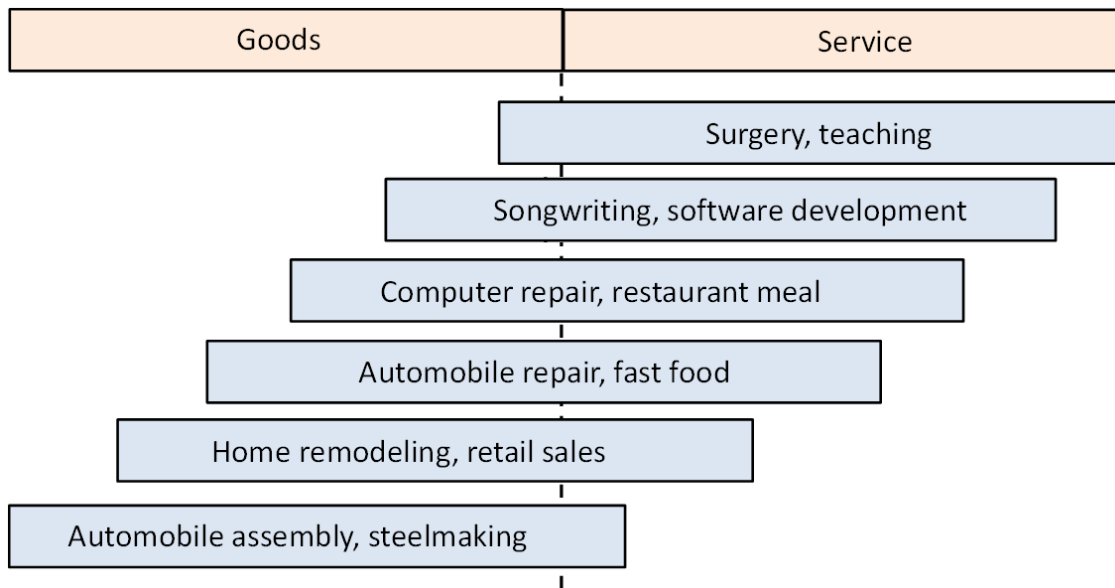 Goods
Service
Surgery, teaching
Songwriting, software development
Computer repair, restaurant meal
Automobile repair, fast food
Home remodeling, retail sales
Automobile assembly, steelmaking